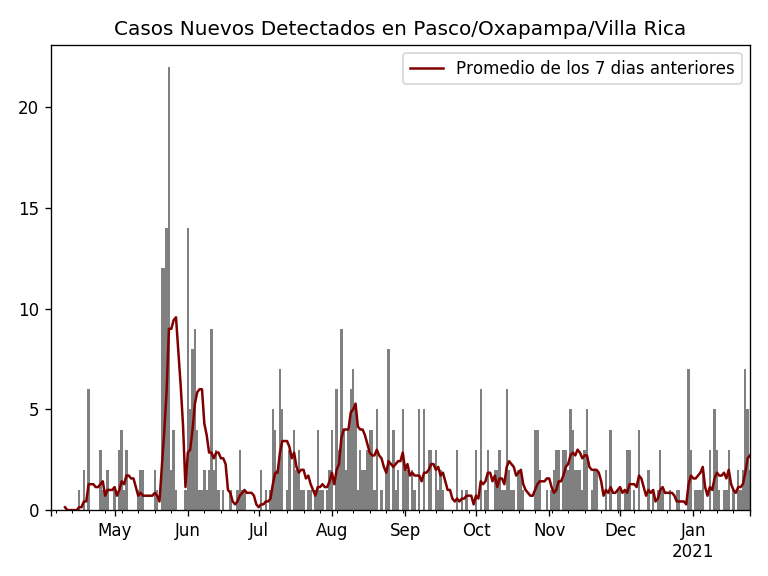 Casos Nuevos Detectados en Pasco/Oxapampa/Villa Rica
Promedio de los 7 dias anteriores
20
15
10
5
0
May Jun Jul Aug Sep Oct Nov Dec Jan
2021